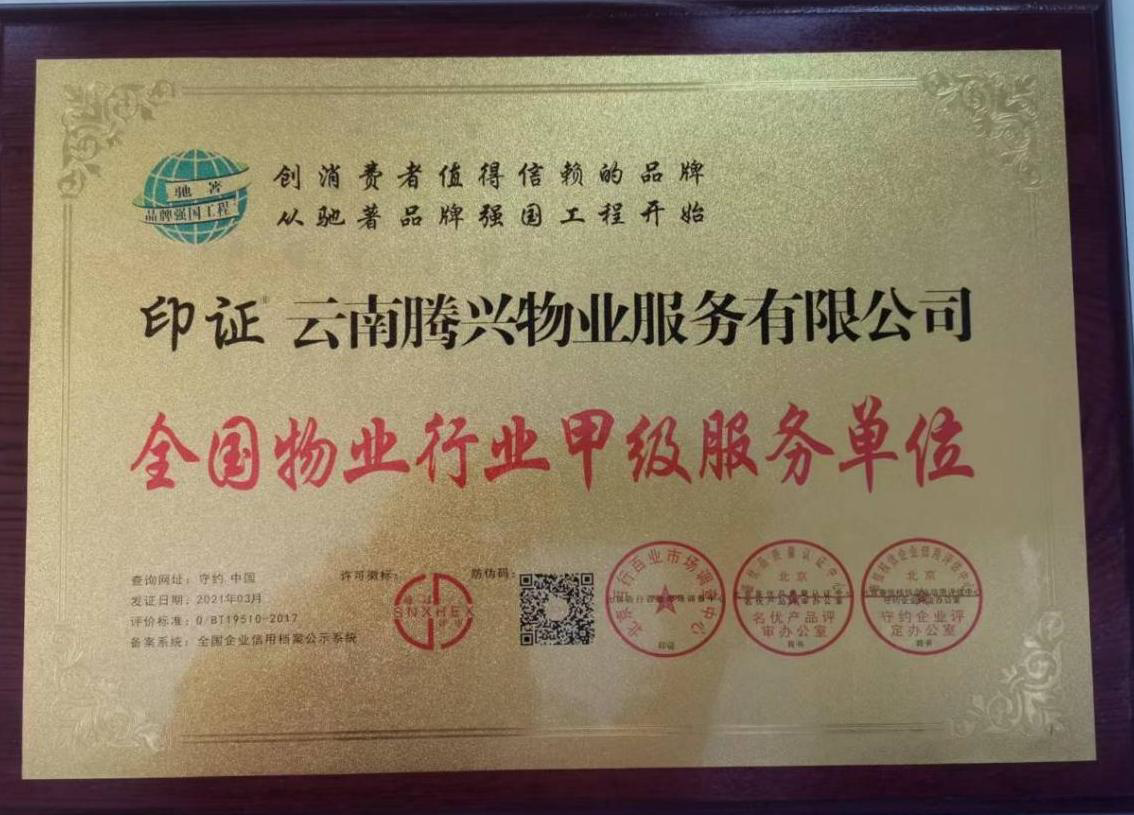 驰著
品牌强国工程
创消费者值得信赖的品牌
从驰著品牌强国工程开始
印证® 云南腾兴物业服务有限公司
全国物业行业甲级服务单位
查询网址：守约.中国
发证日期：2021年03月
评价标准：Q/BT19510-2017
备案系统：全国企业信用档案公示系统
许可徽标：
SNXHEX
防伪码：
印证
北京
名优产品评
审办公室
北京
守约企业评
定办公室